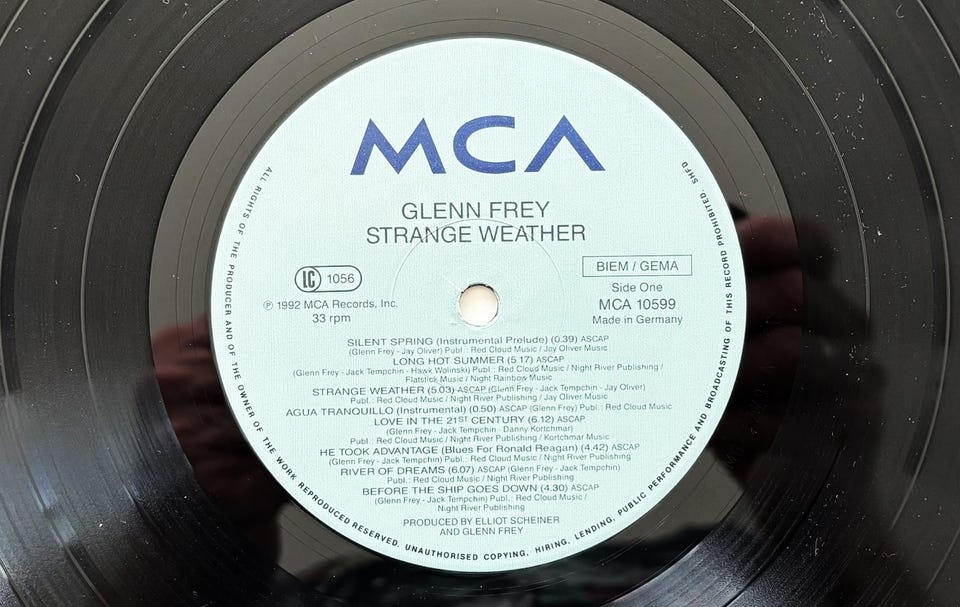 MCA
GLENN FREY
STRANGE WEATHER
LC 1056
℗ 1992 MCA Records, Inc.
33 rpm
BIEM / GEMA
Side One
MCA 10599
Made in Germany
SILENT SPRING (Instrumental Prelude) (0.39) ASCAP
(Glenn Frey - Jay Oliver) Publ.: Red Cloud Music / Joy Oliver Music
LONG HOT SUMMER (5.17) ASCAP
(Glenn Frey - Jack Tempchin - Hawk Wolinski) Publ.: Red Cloud Music / Night River Publishing /
Flatstick Music / Night Rainbow Music
STRANGE WEATHER (5.03) ASCAP (Glenn Frey - Jack Tempchin - Jay Oliver)
Publ.: Red Cloud Music / Night River Publishing / Jay Oliver Music
AGUA TRANQUILLO (Instrumental) (0.50) ASCAP (Glenn Frey) Publ.: Red Cloud Music
LOVE IN THE 21ST CENTURY (6.12) ASCAP
(Glenn Frey - Jack Tempchin - Danny Kortchmar)
Publ.: Red Cloud Music / Night River Publishing / Kortchmar Music
HE TOOK ADVANTAGE (Blues For Ronald Reagan) (4.42) ASCAP
(Glenn Frey - Jack Tempchin) Publ.: Red Cloud Music / Night River Publishing
RIVER OF DREAMS (6.07) ASCAP (Glenn Frey - Jack Tempchin)
Publ.: Red Cloud Music / Night River Publishing
BEFORE THE SHIP GOES DOWN (4.30) ASCAP
(Glenn Frey - Jack Tempchin) Publ.: Red Cloud Music /
Night River Publishing
PRODUCED BY ELLIOT SCHEINER
AND GLENN FREY
ALL RIGHTS OF THE PRODUCER AND OF THE OWNER OF THE WORK REPRODUCED RESERVED. UNAUTHORISED COPYING, HIRING, LENDING, PUBLIC PERFORMANCE AND BROADCASTING OF THIS RECORD PROHIBITED. SHFD